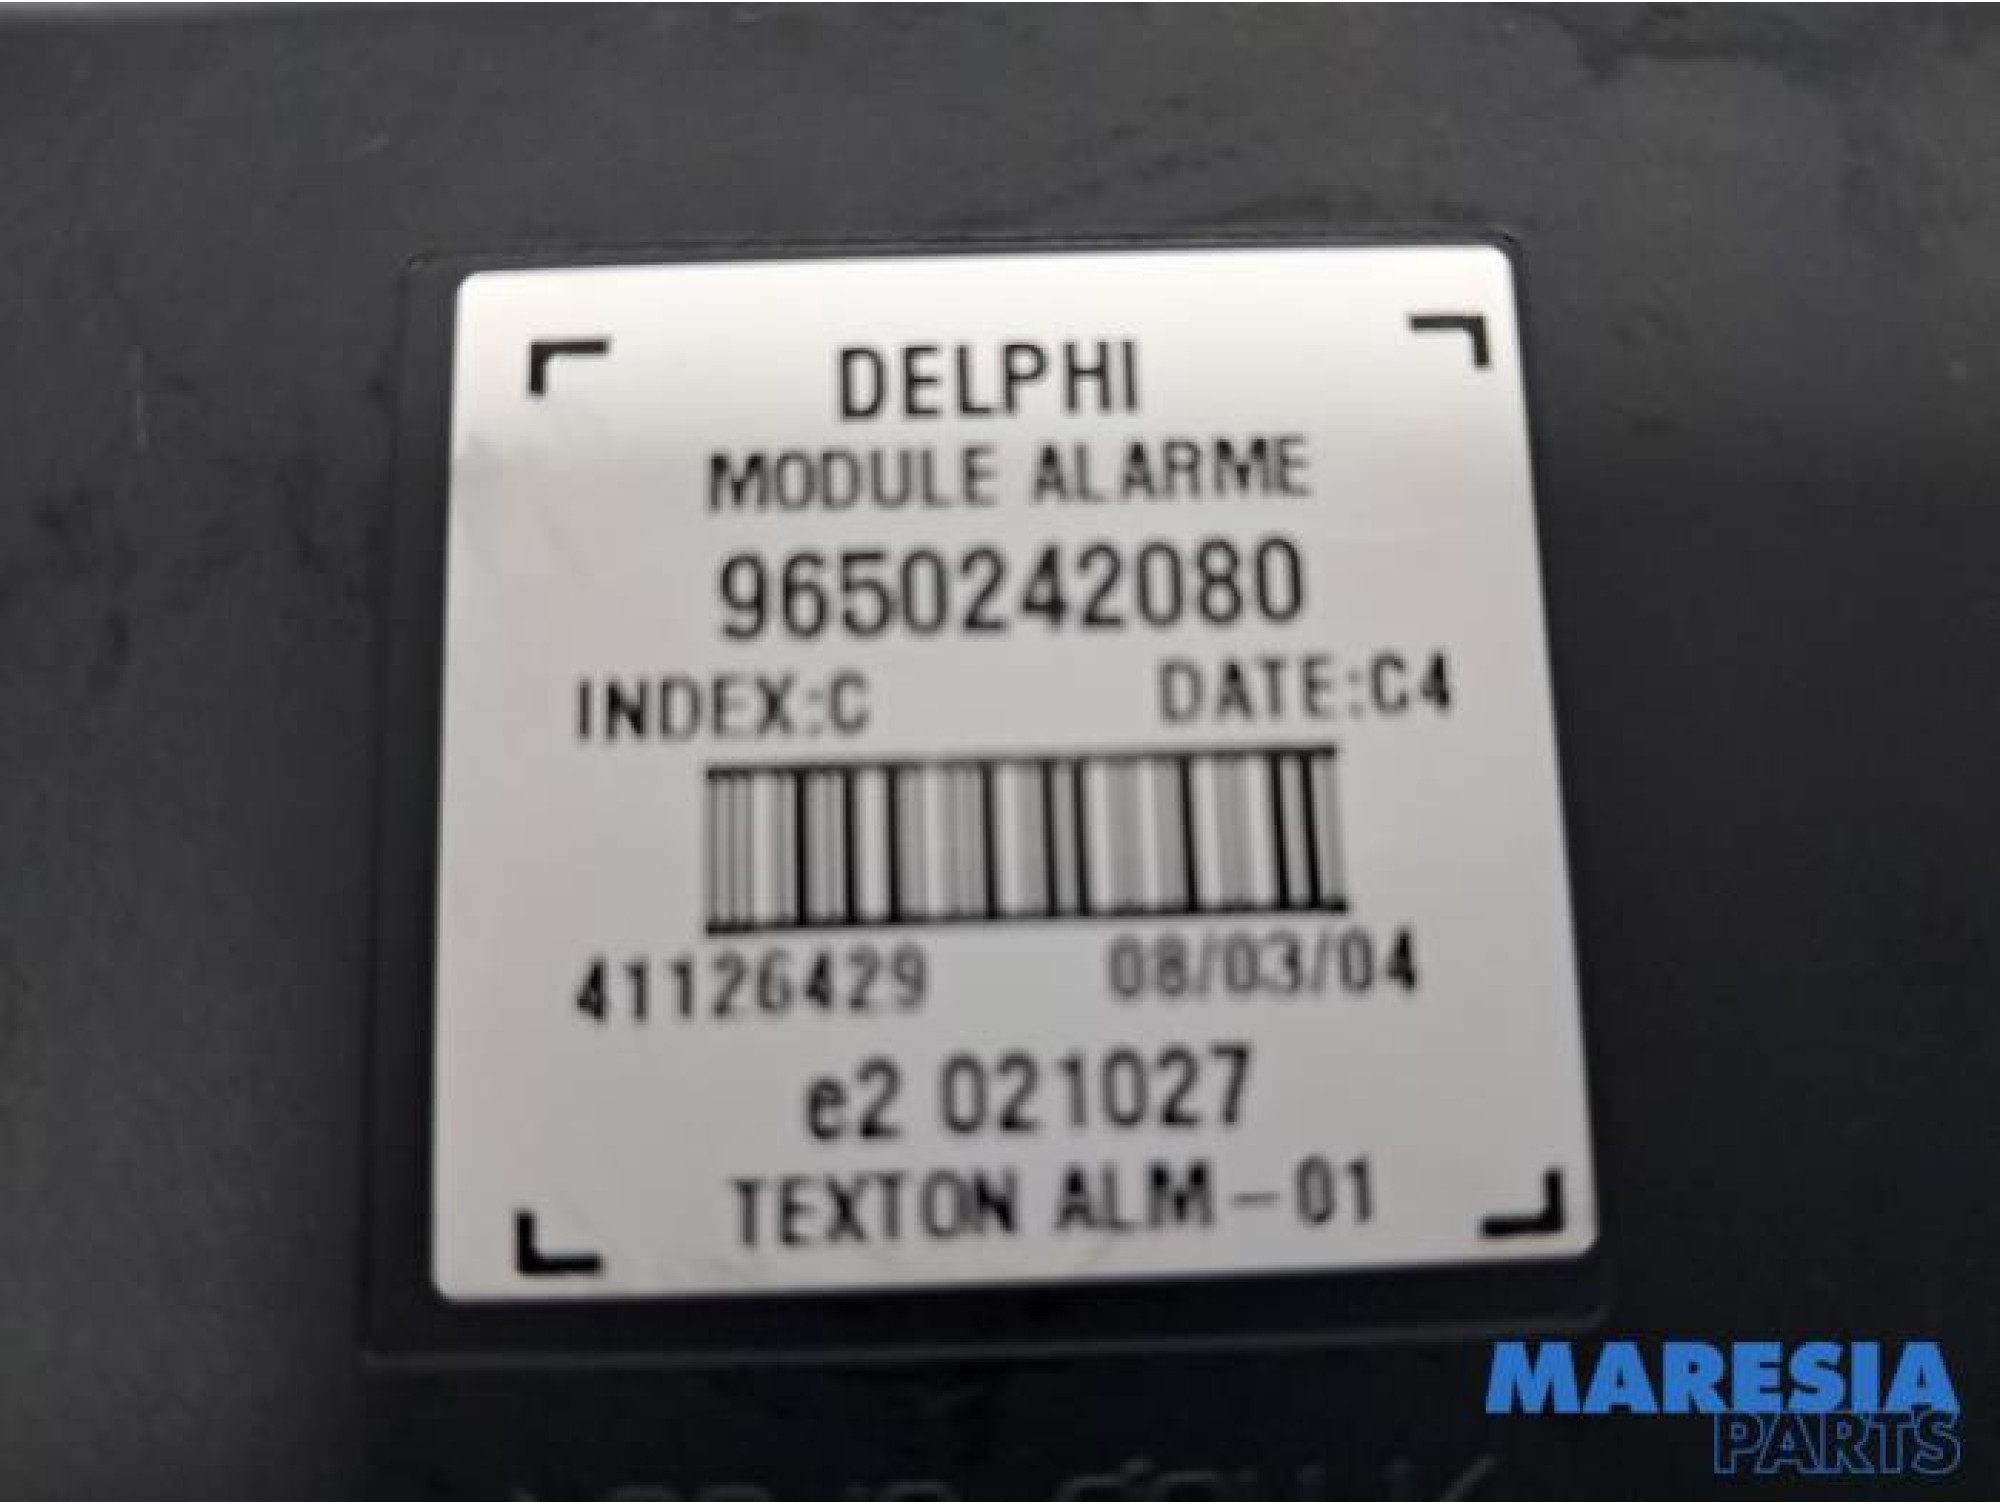 DELPHI
MODULE ALARME
9650242080
INDEX:C DATE:C4
41126429 08/03/04
e2 021027
TEXTON ALM-01
MARESIA
PARTS